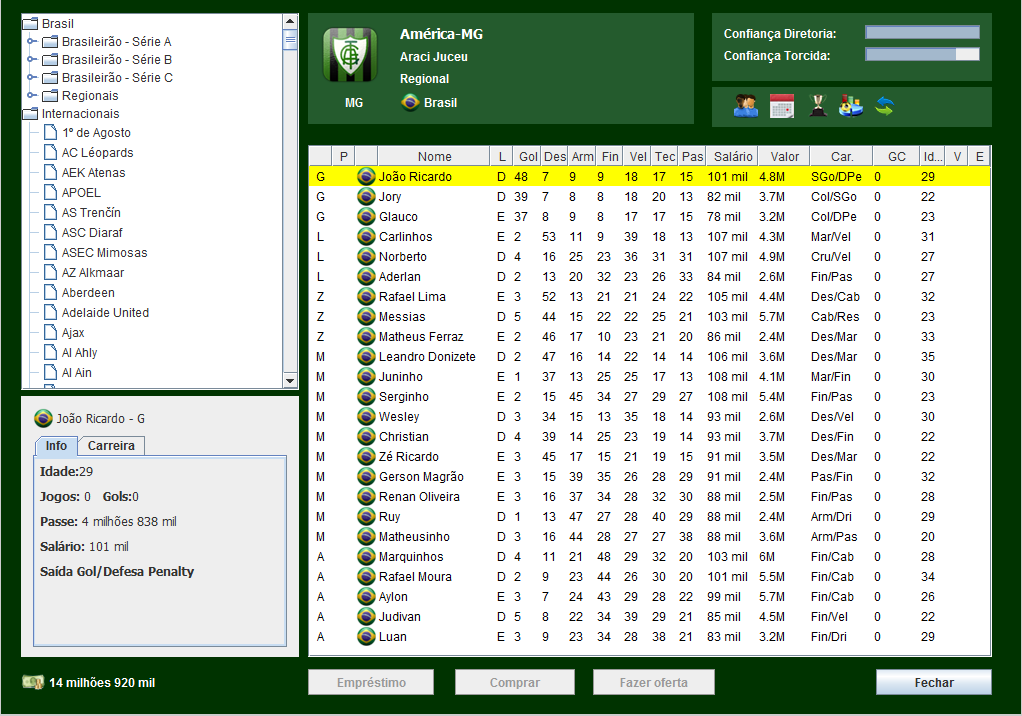 Brasil
Brasileirão - Série A
Brasileirão - Série B
Brasileirão - Série C
Regionais
Internacionais
1º de Agosto
AC Léopards
AEK Atenas
APOEL
AS Trenčín
ASC Diaraf
ASEC Mimosas
AZ Alkmaar
Aberdeen
Adelaide United
Ajax
Al Ahly
Al Ain
América-MG
Araci Juceu
Regional
MG
Brasil
Confiança Diretoria:
Confiança Torcida:
P Nome L Gol Des Arm Fin Vel Tec Pas Salário Valor Car. GC Id... V E
G João Ricardo D 48 7 9 9 18 17 15 101 mil 4.8M SGo/DPe 0 29
G Jory D 39 7 8 8 18 20 13 82 mil 3.7M Col/SGo 0 22
G Glauco E 37 8 9 8 17 17 15 78 mil 3.2M Col/DPe 0 23
L Carlinhos E 2 53 11 9 39 18 13 107 mil 4.3M Mar/Vel 0 31
L Norberto D 4 16 25 23 36 31 31 107 mil 4.9M Cru/Vel 0 27
L Aderlan D 2 13 20 32 23 26 33 84 mil 2.6M Fin/Pas 0 27
Z Rafael Lima E 3 52 13 21 21 24 22 105 mil 4.4M Des/Cab 0 32
Z Messias D 5 44 15 22 22 25 21 103 mil 5.7M Cab/Res 0 23
Z Matheus Ferraz E 2 46 17 10 23 21 20 86 mil 2.4M Des/Mar 0 33
M Leandro Donizete D 2 47 16 14 22 14 14 106 mil 3.6M Des/Mar 0 35
M Juninho E 1 37 13 25 25 17 13 108 mil 4.1M Mar/Fin 0 30
M Serginho E 2 15 45 34 27 29 27 108 mil 5.4M Fin/Pas 0 23
M Wesley D 3 34 15 13 35 18 14 93 mil 2.6M Des/Vel 0 30
M Christian D 4 39 14 25 23 19 14 93 mil 3.7M Des/Fin 0 22
M Zé Ricardo E 3 45 17 15 21 19 15 91 mil 3.5M Des/Mar 0 22
M Gerson Magrão E 3 15 39 35 26 28 29 91 mil 2.4M Pas/Fin 0 32
M Renan Oliveira E 3 16 37 34 28 32 30 88 mil 2.5M Fin/Pas 0 28
M Ruy D 1 13 47 27 28 40 29 88 mil 2.4M Arm/Dri 0 29
M Matheusinho D 3 16 44 28 27 27 38 88 mil 3.6M Arm/Pas 0 20
A Marquinhos D 4 11 21 48 29 32 20 103 mil 6M Fin/Cab 0 28
A Rafael Moura D 2 9 23 44 26 30 20 101 mil 5.5M Fin/Cab 0 34
A Aylon E 3 7 24 43 29 28 22 99 mil 5.7M Fin/Cab 0 26
A Judivan D 5 8 22 34 39 29 21 85 mil 4.5M Fin/Vel 0 22
A Luan E 3 9 23 34 28 38 21 83 mil 3.2M Fin/Dri 0 29
João Ricardo - G
Info Carreira
Idade:29
Jogos: 0 Gols:0
Passe: 4 milhões 838 mil
Salário: 101 mil
Saída Gol/Defesa Penalty
14 milhões 920 mil
Empréstimo Comprar Fazer oferta Fechar